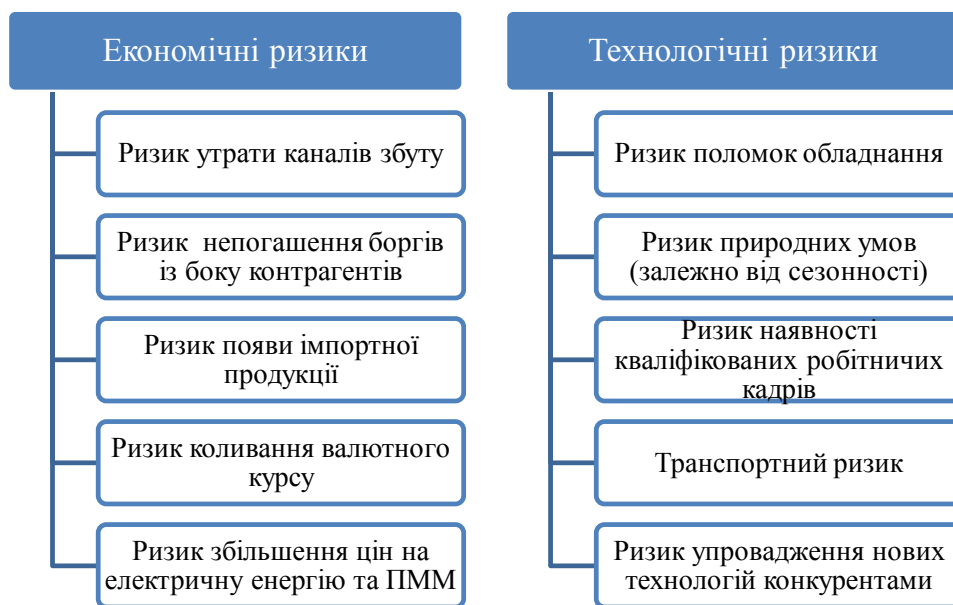 Економічні ризики
Ризик утрати каналів збуту
Ризик непогашення боргів
із боку контрагентів
Ризик появи імпортної
продукції
Ризик коливання валютного
курсу
Ризик збільшення цін на
електричну енергію та ПММ
Технологічні ризики
Ризик поломок обладнання
Ризик природних умов
(залежно від сезонності)
Ризик наявності
кваліфікованих робітничих
кадрів
Транспортний ризик
Ризик упровадження нових
технологій конкурентами